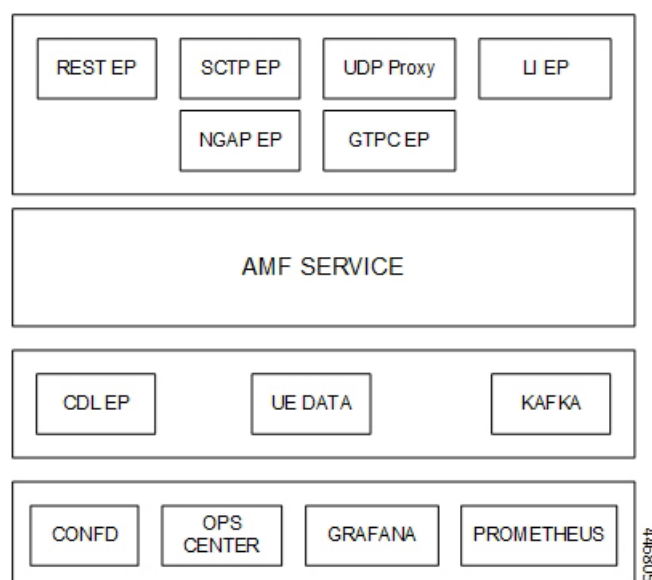 REST EP
SCTP EP
UDP Proxy
LI EP
NGAP EP
GTPC EP
AMF SERVICE
CDL EP
UE DATA
KAFKA
CONFD
OPS
CENTER
GRAFANA
PROMETHEUS